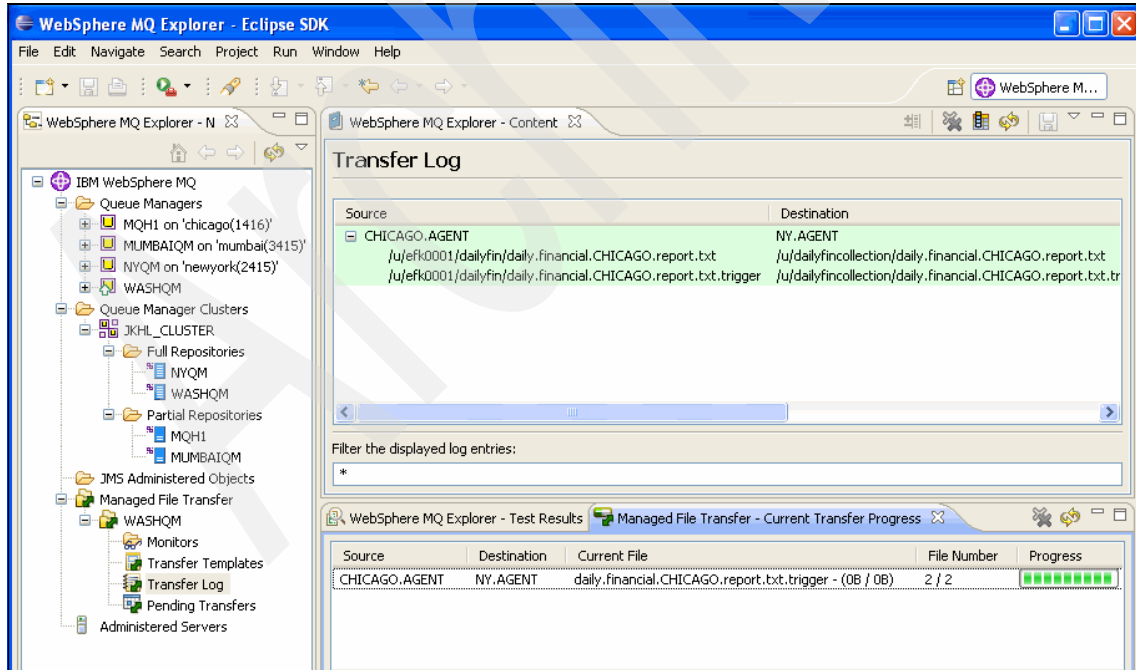 WebSphere MQ Explorer - Eclipse SDK
File Edit Navigate Search Project Run Window Help
WebSphere M...
WebSphere MQ Explorer - N
IBM WebSphere MQ
Queue Managers
MQH1 on 'chicago(1416)'
MUMBAIQM on 'mumbai(3415)'
NYQM on 'newyork(2415)'
WASHQM
Queue Manager Clusters
JKHL_CLUSTER
Full Repositories
NYQM
WASHQM
Partial Repositories
MQH1
MUMBAIQM
JMS Administered Objects
Managed File Transfer
WASHQM
Monitors
Transfer Templates
Transfer Log
Pending Transfers
Administered Servers
WebSphere MQ Explorer - Content
Transfer Log
Source Destination
CHICAGO.AGENT NY.AGENT
/u/efk0001/dailyfin/daily.financial.CHICAGO.report.txt /u/dailyfincollection/daily.financial.CHICAGO.report.txt
/u/efk0001/dailyfin/daily.financial.CHICAGO.report.txt.trigger /u/dailyfincollection/daily.financial.CHICAGO.report.txt.tr
Filter the displayed log entries:
*
WebSphere MQ Explorer - Test Results Managed File Transfer - Current Transfer Progress
Source Destination Current File File Number Progress
CHICAGO.AGENT NY.AGENT daily.financial.CHICAGO.report.txt.trigger - (0B / 0B) 2 / 2